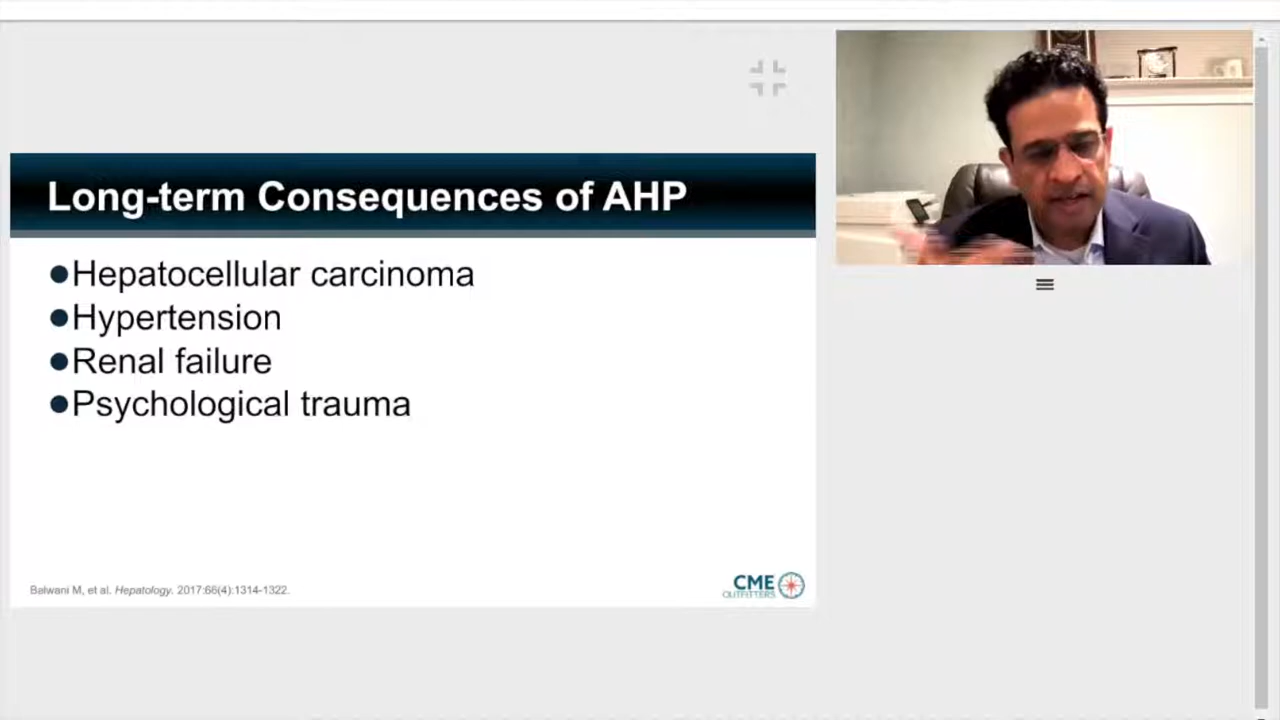 Long-term Consequences of AHP
●Hepatocellular carcinoma
●Hypertension
●Renal failure
●Psychological trauma
Balwani M, et al. Hepatology. 2017:66(4):1314-1322.
CME
OUTFITTERS